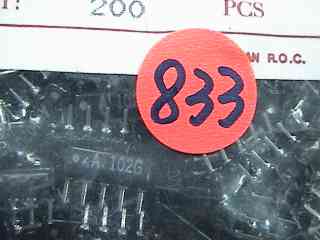 : 200 PCS
AN R.O.C.
833
A 102G